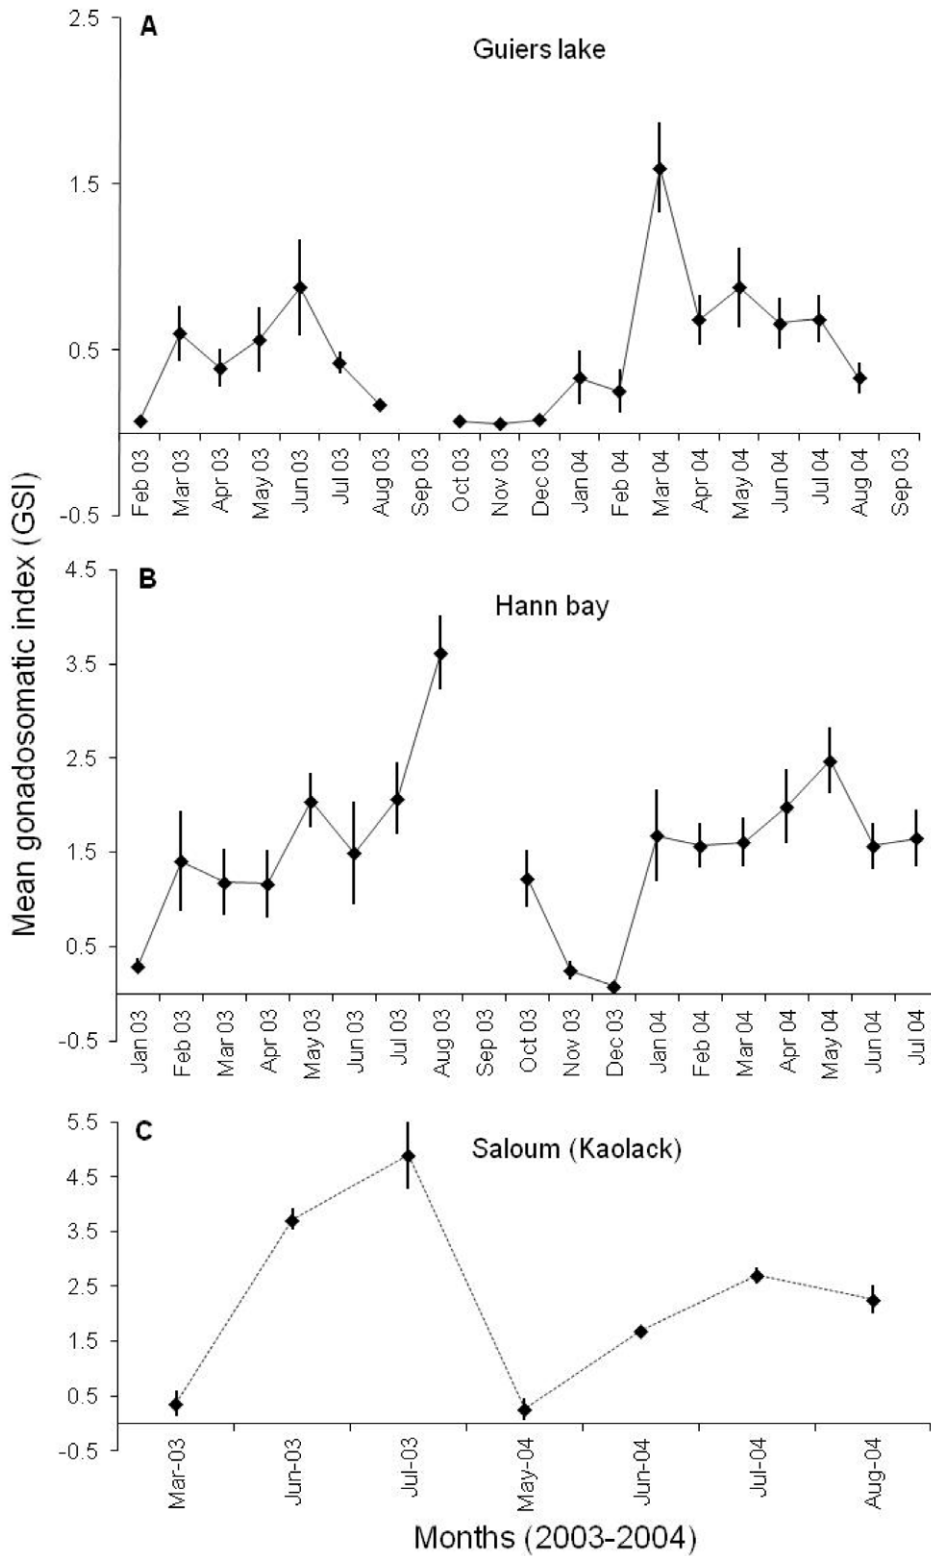 Mean gonadosomatic index (GSI)
A
Guiers lake
2.5
1.5
0.5
-0.5
Feb 03
Mar 03
Apr 03
May 03
Jun 03
Jul 03
Aug 03
Sep 03
Oct 03
Nov 03
Dec 03
Jan 04
Feb 04
Mar 04
Apr 04
May 04
Jun 04
Jul 04
Aug 04
Sep 03
B
Hann bay
4.5
3.5
2.5
1.5
0.5
-0.5
Jan 03
Feb 03
Mar 03
Apr 03
May 03
Jun 03
Jul 03
Aug 03
Sep 03
Oct 03
Nov 03
Dec 03
Jan 04
Feb 04
Mar 04
Apr 04
May 04
Jun 04
Jul 04
C
Saloum (Kaolack)
5.5
4.5
3.5
2.5
1.5
0.5
-0.5
Mar-03
Jun-03
Jul-03
May-04
Jun-04
Jul-04
Aug-04
Months (2003-2004)